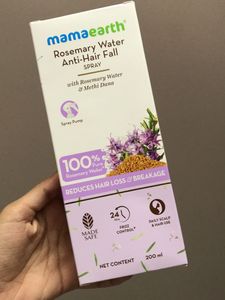 mamaearth
Rosemary Water
Anti-Hair Fall
SPRAY
with Rosemary Water
& Methi Dana
Spray Pump
100% Pure
Rosemary Water
REDUCES HAIR LOSS & BREAKAGE
MADE
SAFE
24
FRIZZ
CONTROL*
DAILY SCALP
& HAIR USE
NET CONTENT 200 ml